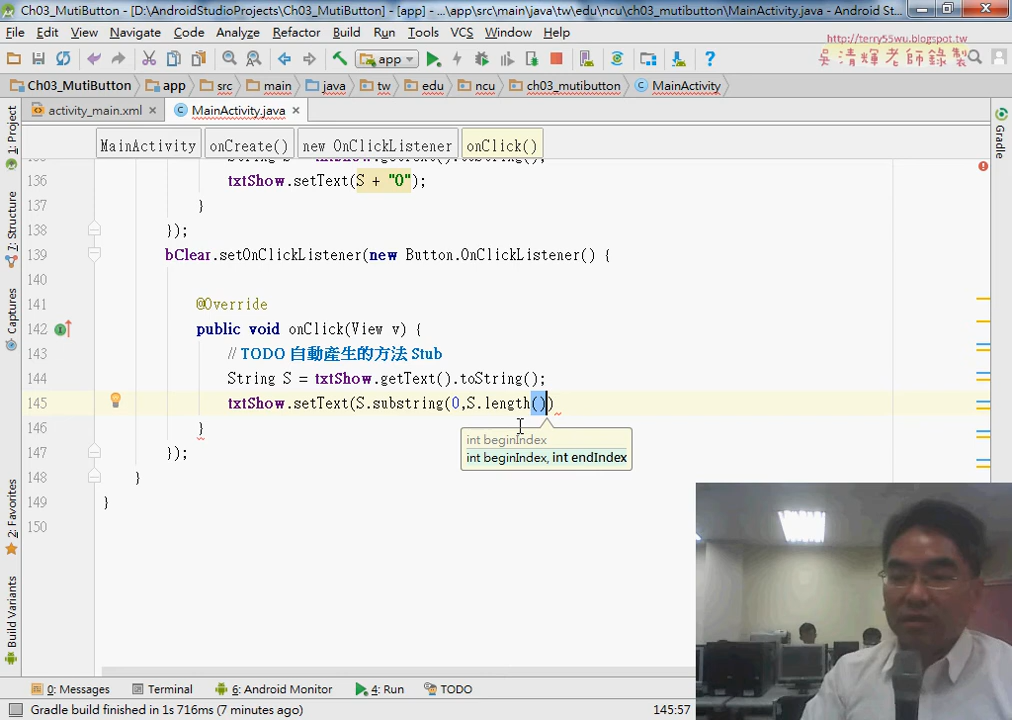 Ch03_MutiButton - [D:\AndroidStudioProjects\Ch03_MutiButton] - [app] - ...\app\src\main\java\tw\edu\ncu\ch03_mutibutton\MainActivity.java - Android St...
File Edit View Navigate Code Analyze Refactor Build Run Tools VCS Window Help
http://terry55wu.blogspot.tw
吳清輝老師錄製
app
Ch03_MutiButton app src main java tw edu ncu ch03_mutibutton MainActivity
activity_main.xml MainActivity.java
MainActivity onCreate() new OnClickListener onClick()
136 txtShow.setText(S + "0");
137 }
138 });
139 bClear.setOnClickListener(new Button.OnClickListener() {
140
141 @Override
142 public void onClick(View v) {
143 // TODO 自動產生的方法 Stub
144 String S = txtShow.getText().toString();
145 txtShow.setText(S.substring(0,S.length())
146 }
147 });
148 }
149 }
150
int beginIndex
int beginIndex, int endIndex
1: Project
7: Structure
Captures
2: Favorites
Build Variants
Gradle
0: Messages Terminal 6: Android Monitor 4: Run TODO
Gradle build finished in 1s 716ms (7 minutes ago)
145:57